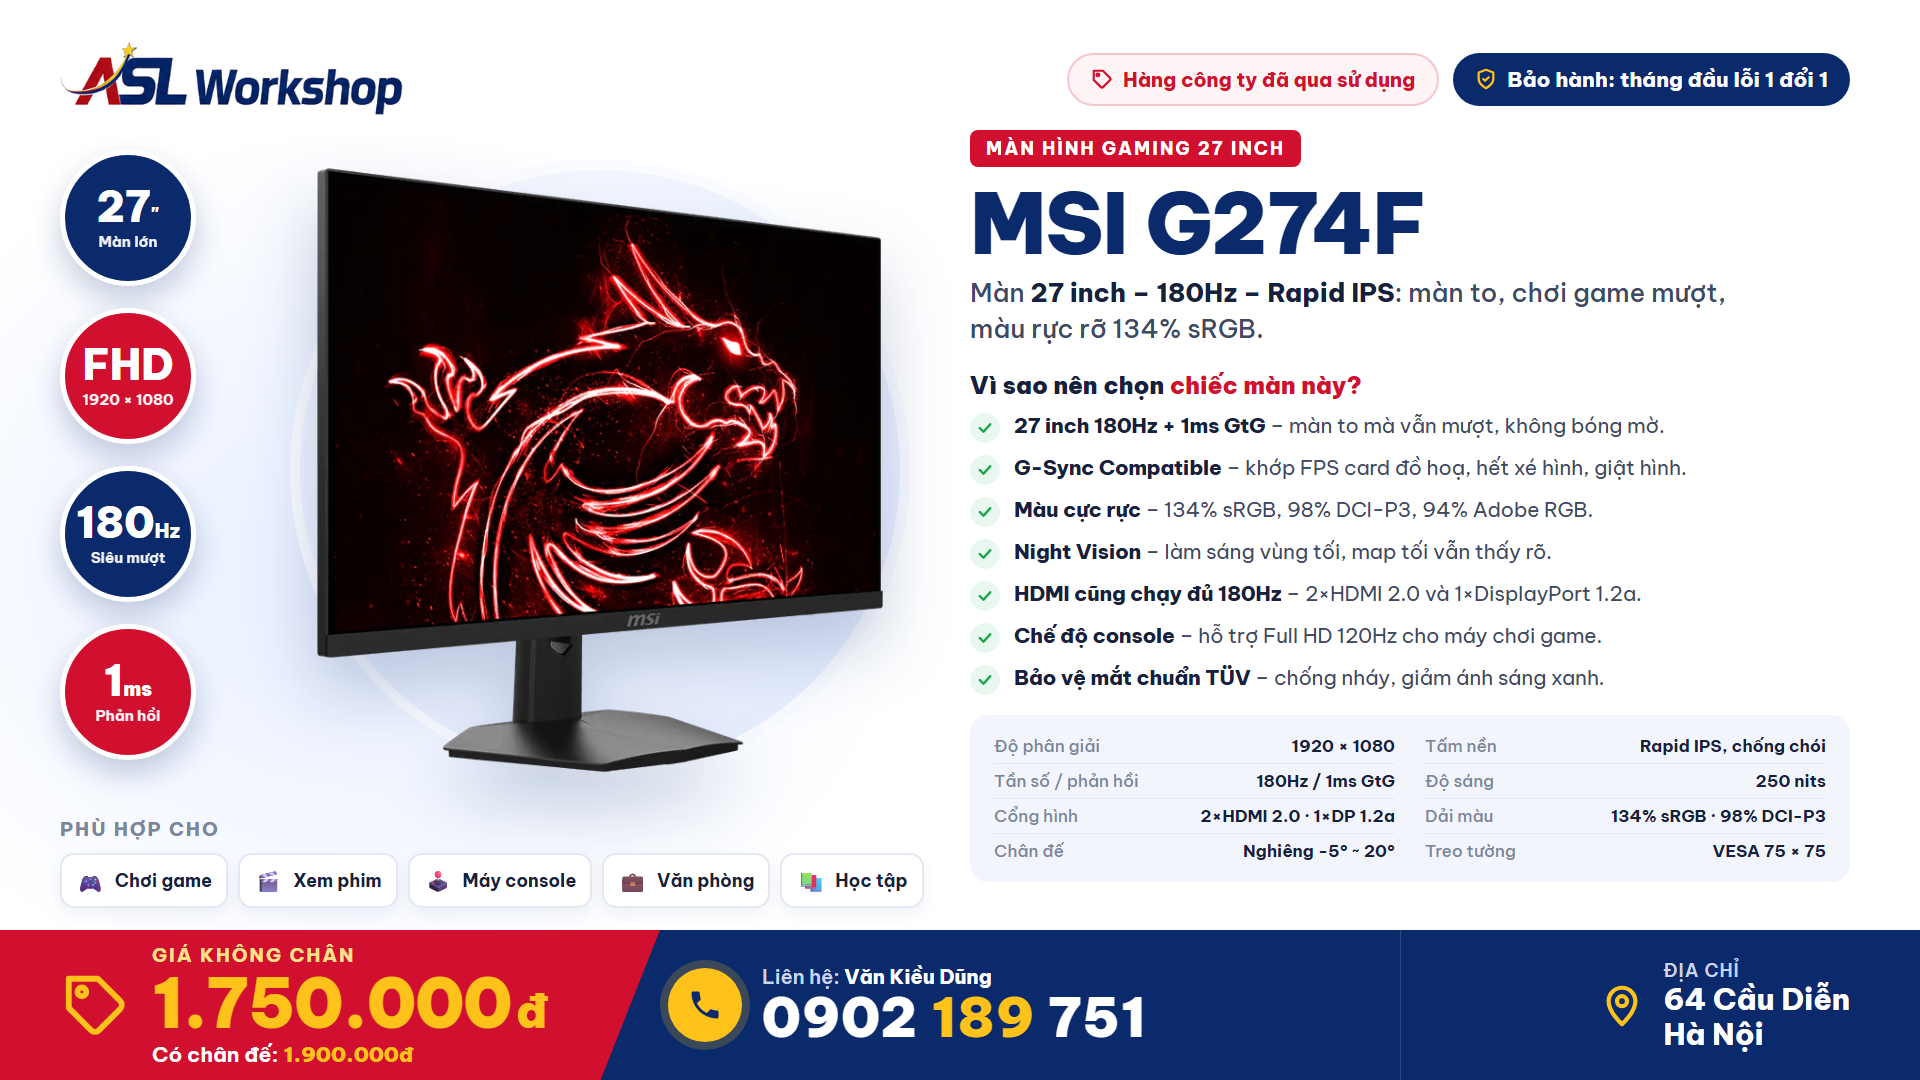 ASL Workshop
Hàng công ty đã qua sử dụng
Bảo hành: tháng đầu lỗi 1 đổi 1
27"
Màn lớn
FHD
1920 × 1080
180Hz
Siêu mượt
1ms
Phản hồi
msi
PHÙ HỢP CHO
Chơi game
Xem phim
Máy console
Văn phòng
Học tập
MÀN HÌNH GAMING 27 INCH
MSI G274F
Màn 27 inch – 180Hz – Rapid IPS: màn to, chơi game mượt,
màu rực rỡ 134% sRGB.
Vì sao nên chọn chiếc màn này?
27 inch 180Hz + 1ms GtG – màn to mà vẫn mượt, không bóng mờ.
G-Sync Compatible – khớp FPS card đồ hoạ, hết xé hình, giật hình.
Màu cực rực – 134% sRGB, 98% DCI-P3, 94% Adobe RGB.
Night Vision – làm sáng vùng tối, map tối vẫn thấy rõ.
HDMI cũng chạy đủ 180Hz – 2×HDMI 2.0 và 1×DisplayPort 1.2a.
Chế độ console – hỗ trợ Full HD 120Hz cho máy chơi game.
Bảo vệ mắt chuẩn TÜV – chống nháy, giảm ánh sáng xanh.
Độ phân giải 1920 × 1080
Tấm nền Rapid IPS, chống chói
Tần số / phản hồi 180Hz / 1ms GtG
Độ sáng 250 nits
Cổng hình 2×HDMI 2.0 · 1×DP 1.2a
Dải màu 134% sRGB · 98% DCI-P3
Chân đế Nghiêng -5° ~ 20°
Treo tường VESA 75 × 75
GIÁ KHÔNG CHÂN
1.750.000đ
Có chân đế: 1.900.000đ
Liên hệ: Văn Kiều Dũng
0902 189 751
ĐỊA CHỈ
64 Cầu Diễn
Hà Nội